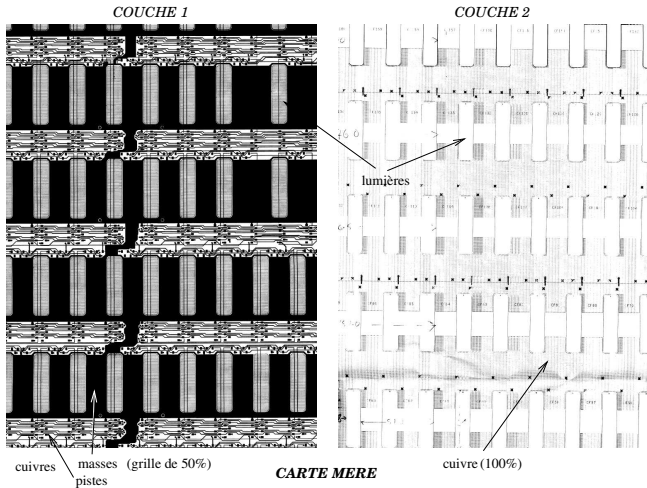 COUCHE 1
COUCHE 2
lumières
cuivres
masses (grille de 50%)
pistes
cuivre (100%)
CARTE MERE